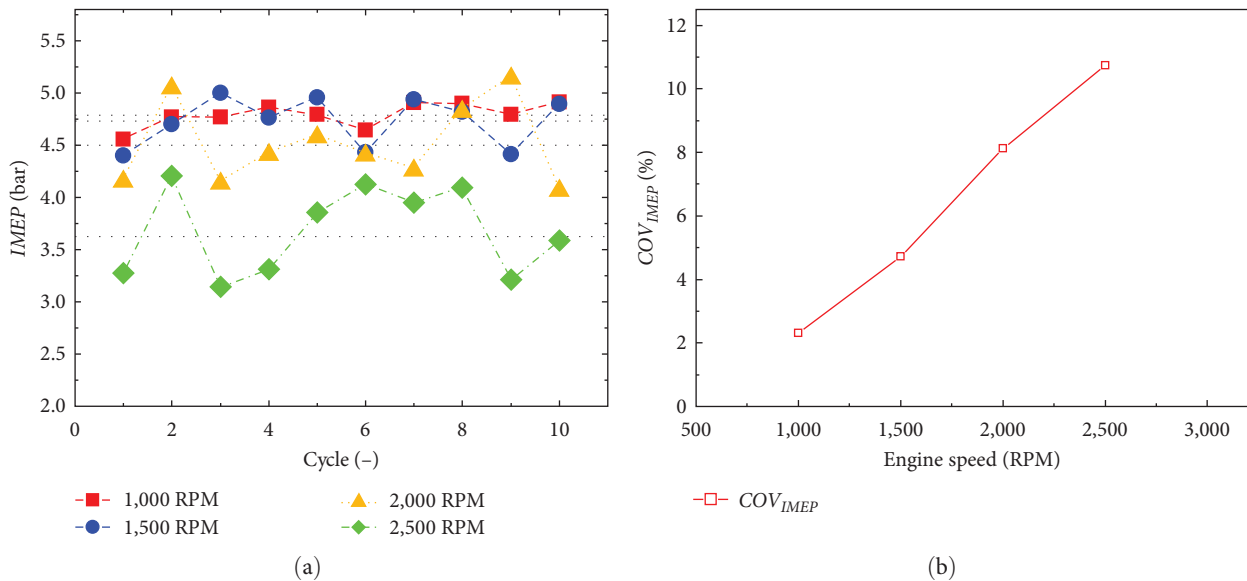 5.5
5.0
4.5
4.0
3.5
3.0
2.5
2.0
IMEP (bar)
0 2 4 6 8 10
Cycle (–)
1,000 RPM
1,500 RPM
2,000 RPM
2,500 RPM
(a)
12
10
8
6
4
2
0
COV_IMEP (%)
500 1,000 1,500 2,000 2,500 3,000
Engine speed (RPM)
COV_IMEP
(b)